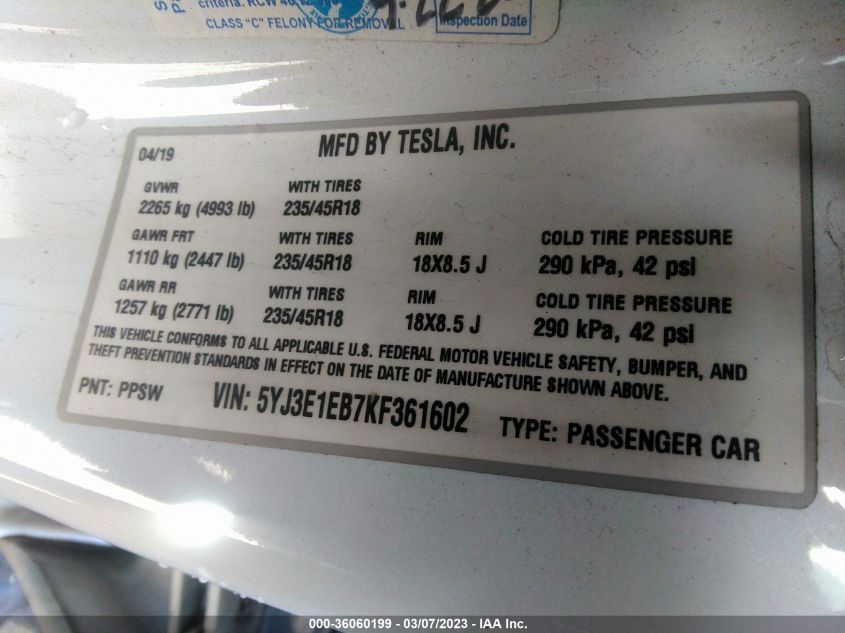 criteria. RCW
CLASS "C" FELONY FOR REMOVAL
Inspection Date
04/19
MFD BY TESLA, INC.
GVWR WITH TIRES
2265 kg (4993 lb) 235/45R18
GAWR FRT WITH TIRES RIM COLD TIRE PRESSURE
1110 kg (2447 lb) 235/45R18 18X8.5 J 290 kPa, 42 psi
GAWR RR WITH TIRES RIM COLD TIRE PRESSURE
1257 kg (2771 lb) 235/45R18 18X8.5 J 290 kPa, 42 psi
THIS VEHICLE CONFORMS TO ALL APPLICABLE U.S. FEDERAL MOTOR VEHICLE SAFETY, BUMPER, AND
THEFT PREVENTION STANDARDS IN EFFECT ON THE DATE OF MANUFACTURE SHOWN ABOVE.
PNT: PPSW VIN: 5YJ3E1EB7KF361602 TYPE: PASSENGER CAR
000-36060199 - 03/07/2023 - IAA Inc.